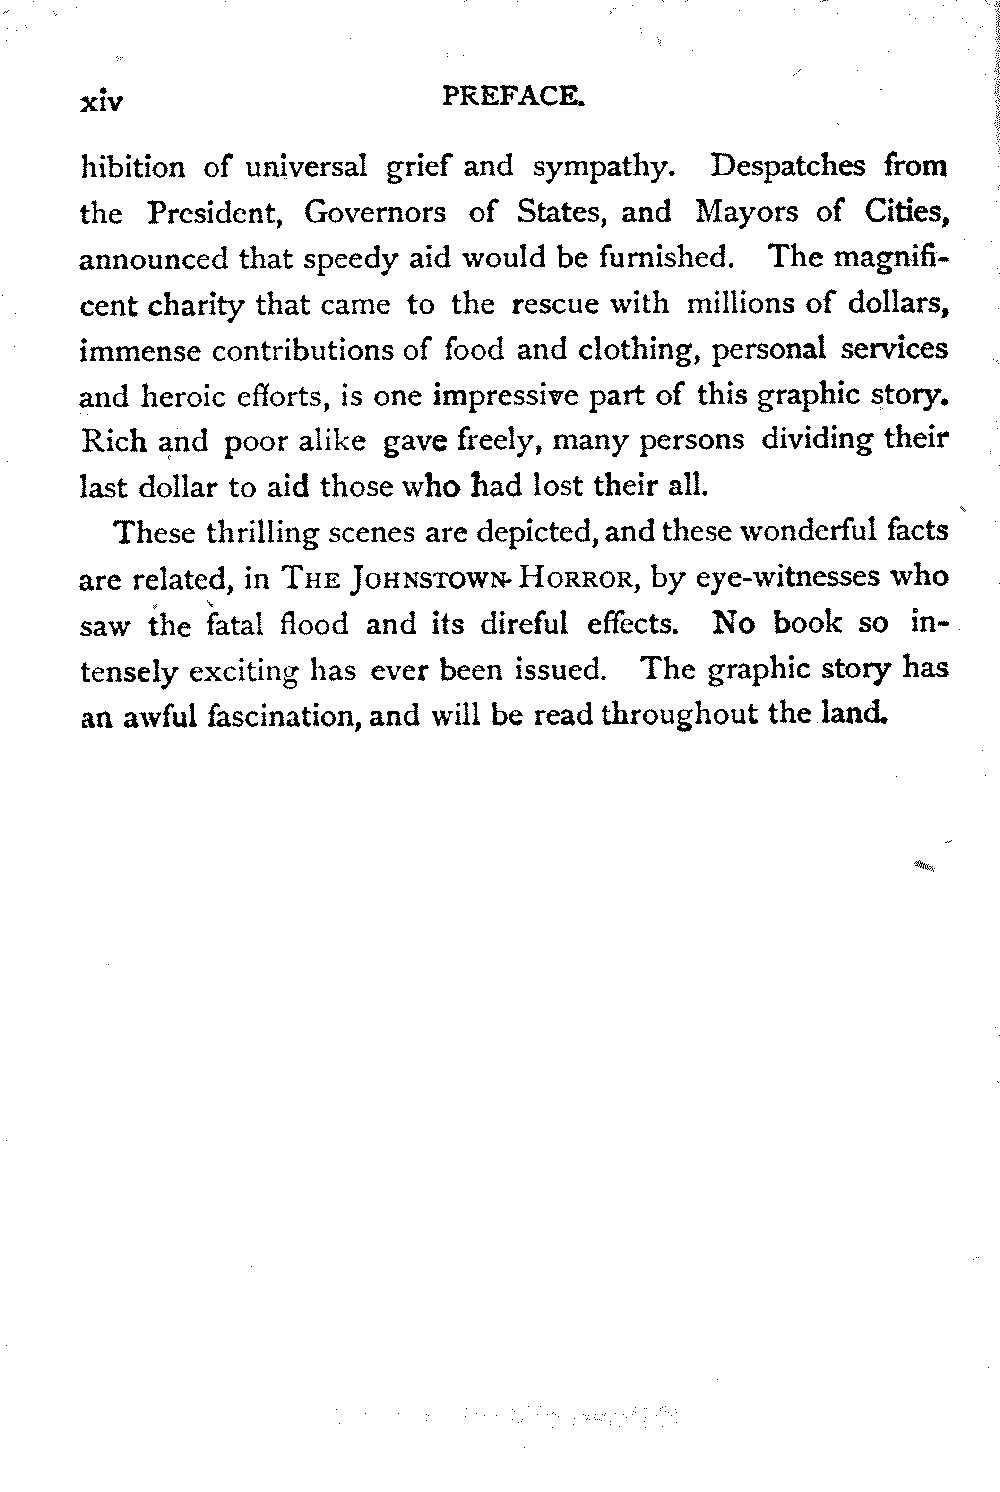 xiv PREFACE.
hibition of universal grief and sympathy. Despatches from
the President, Governors of States, and Mayors of Cities,
announced that speedy aid would be furnished. The magnifi-
cent charity that came to the rescue with millions of dollars,
immense contributions of food and clothing, personal services
and heroic efforts, is one impressive part of this graphic story.
Rich and poor alike gave freely, many persons dividing their
last dollar to aid those who had lost their all.
These thrilling scenes are depicted, and these wonderful facts
are related, in THE JOHNSTOWN HORROR, by eye-witnesses who
saw the fatal flood and its direful effects. No book so in-
tensely exciting has ever been issued. The graphic story has
an awful fascination, and will be read throughout the land.